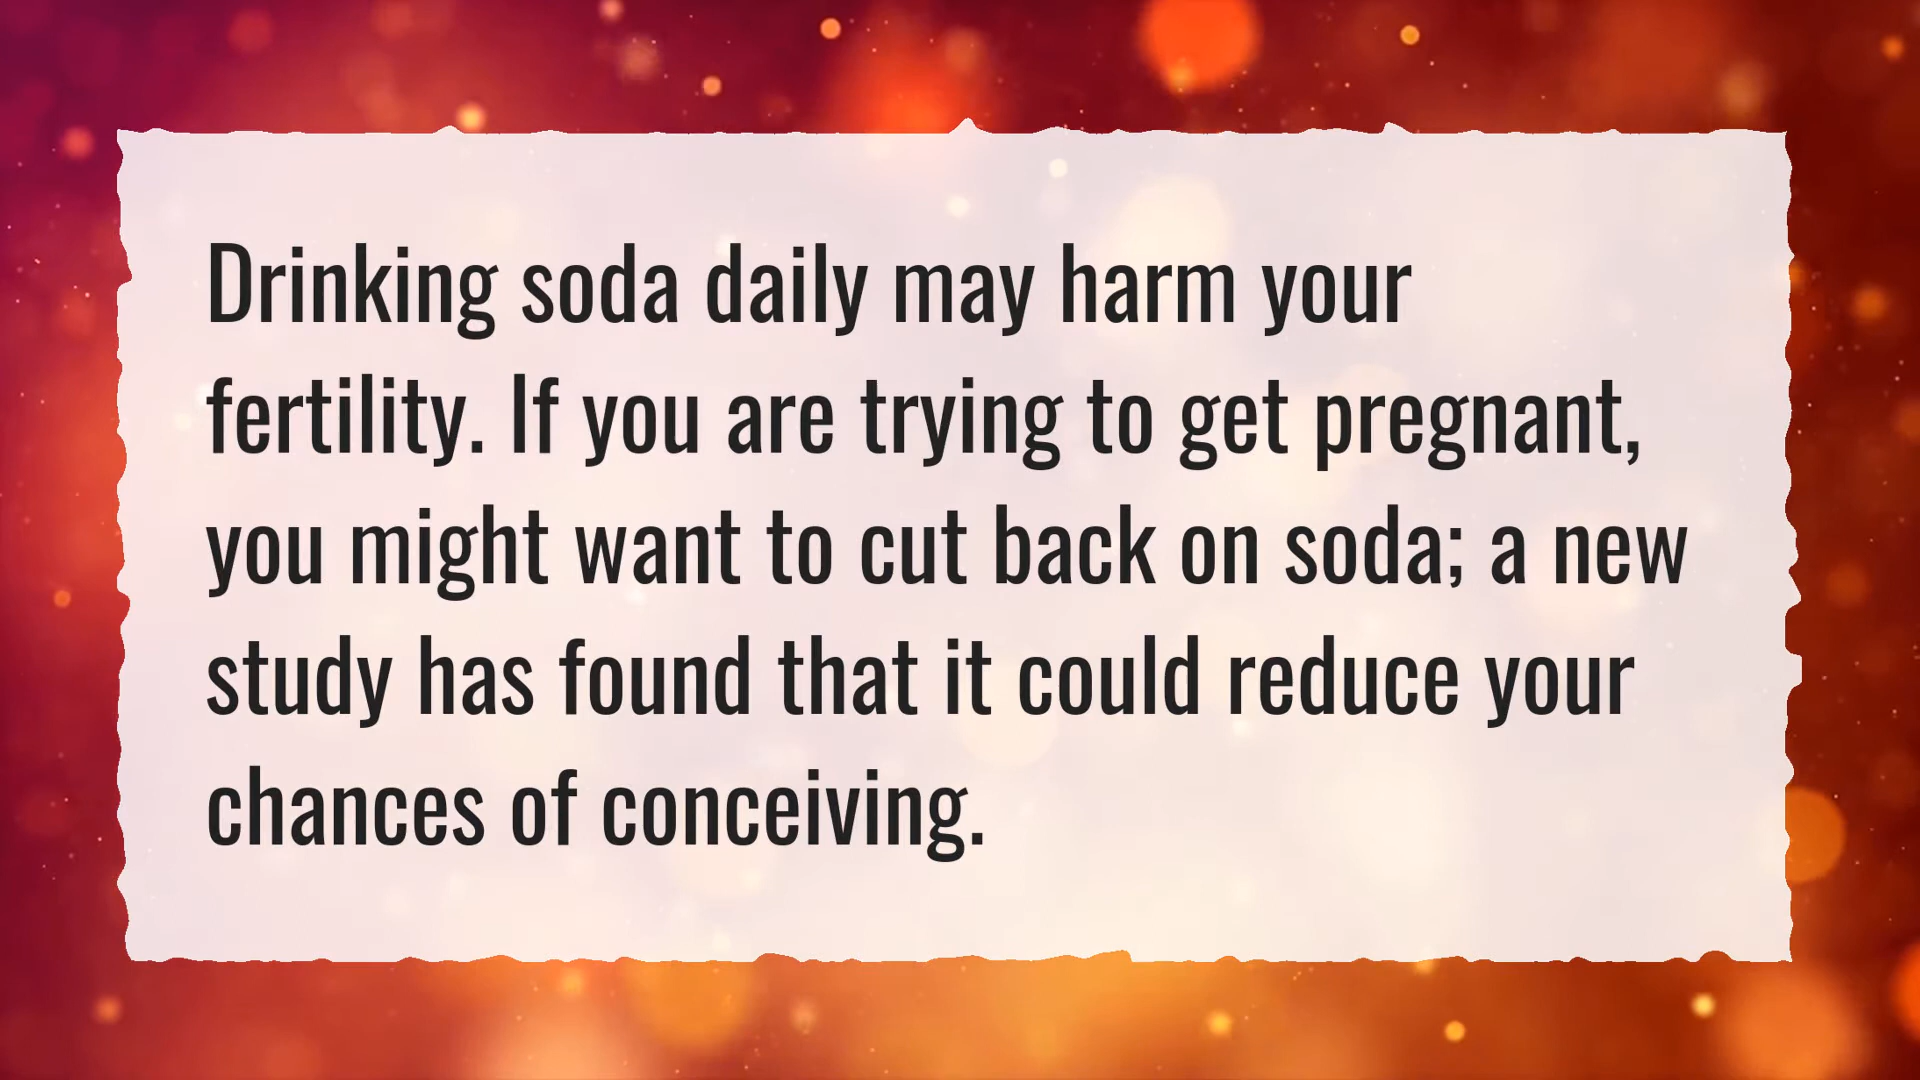 Drinking soda daily may harm your
fertility. If you are trying to get pregnant,
you might want to cut back on soda; a new
study has found that it could reduce your
chances of conceiving.